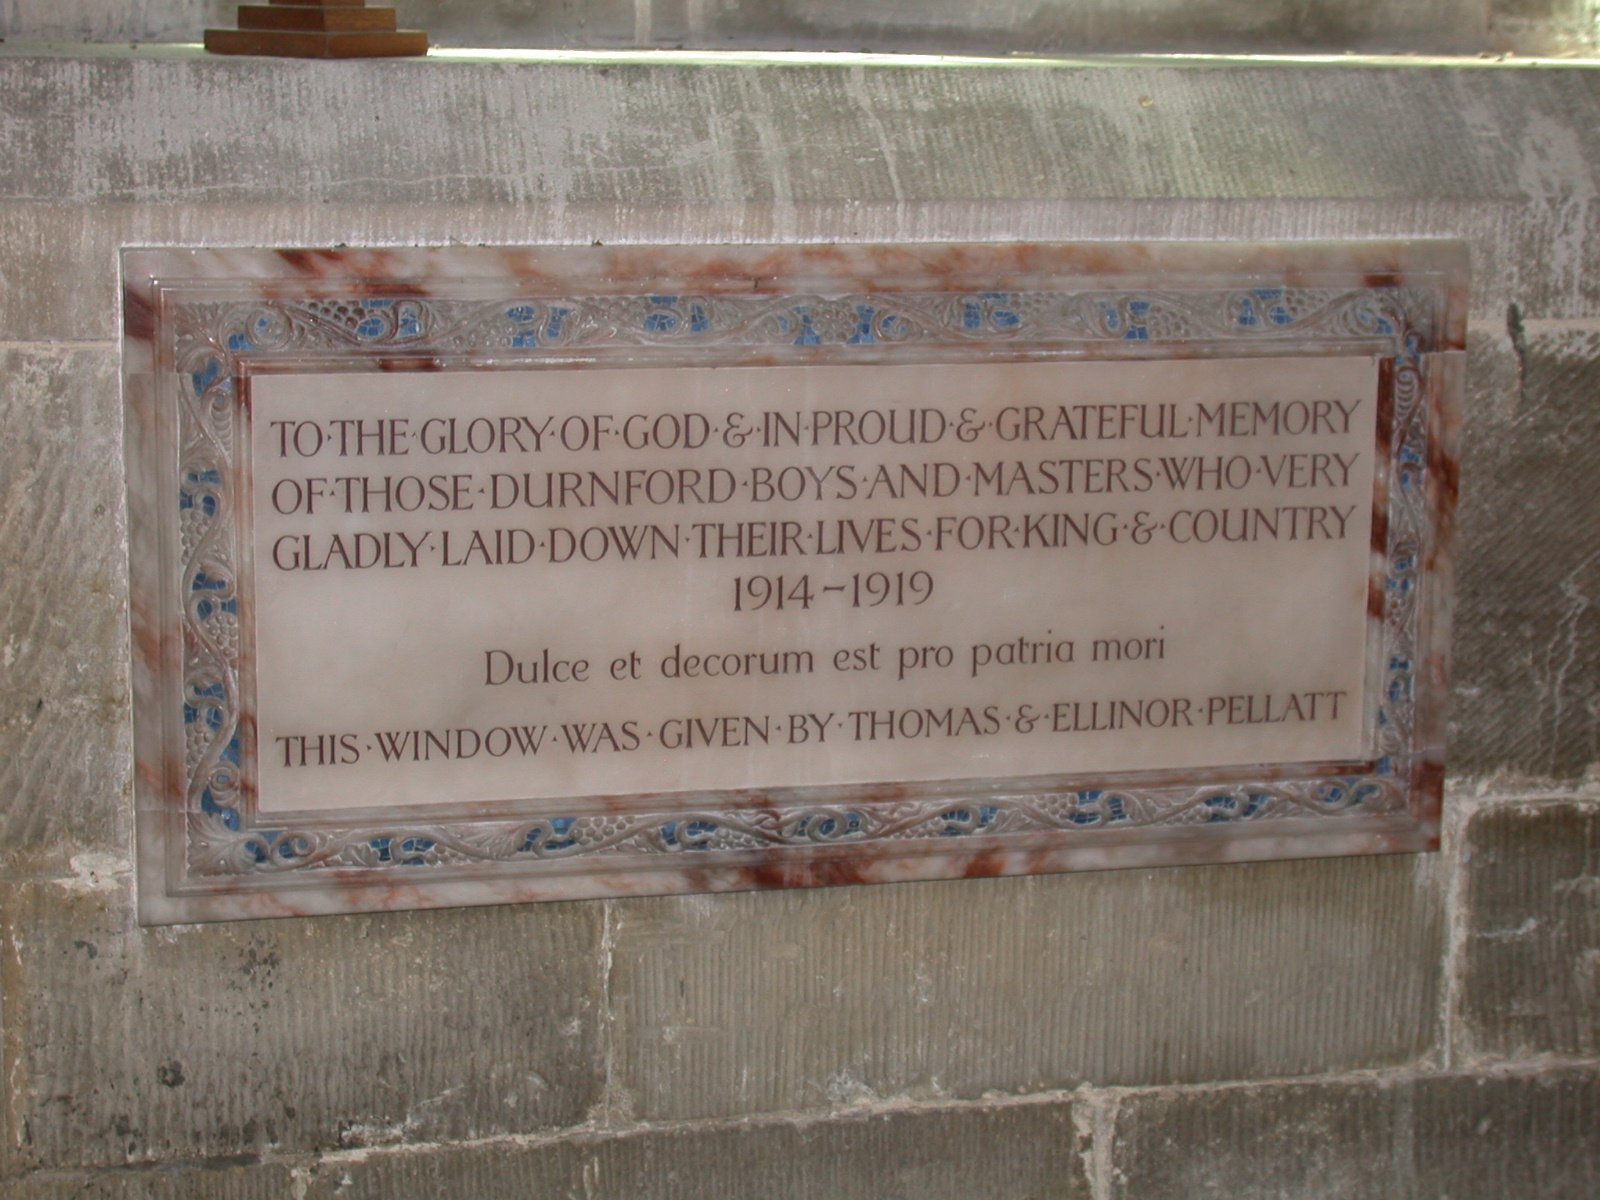 TO·THE·GLORY·OF·GOD·&·IN·PROUD·&·GRATEFUL·MEMORY
OF·THOSE·DURNFORD·BOYS·AND·MASTERS·WHO·VERY
GLADLY·LAID·DOWN·THEIR·LIVES·FOR·KING·&·COUNTRY
1914-1919
Dulce et decorum est pro patria mori
THIS·WINDOW·WAS·GIVEN·BY·THOMAS·&·ELLINOR·PELLATT